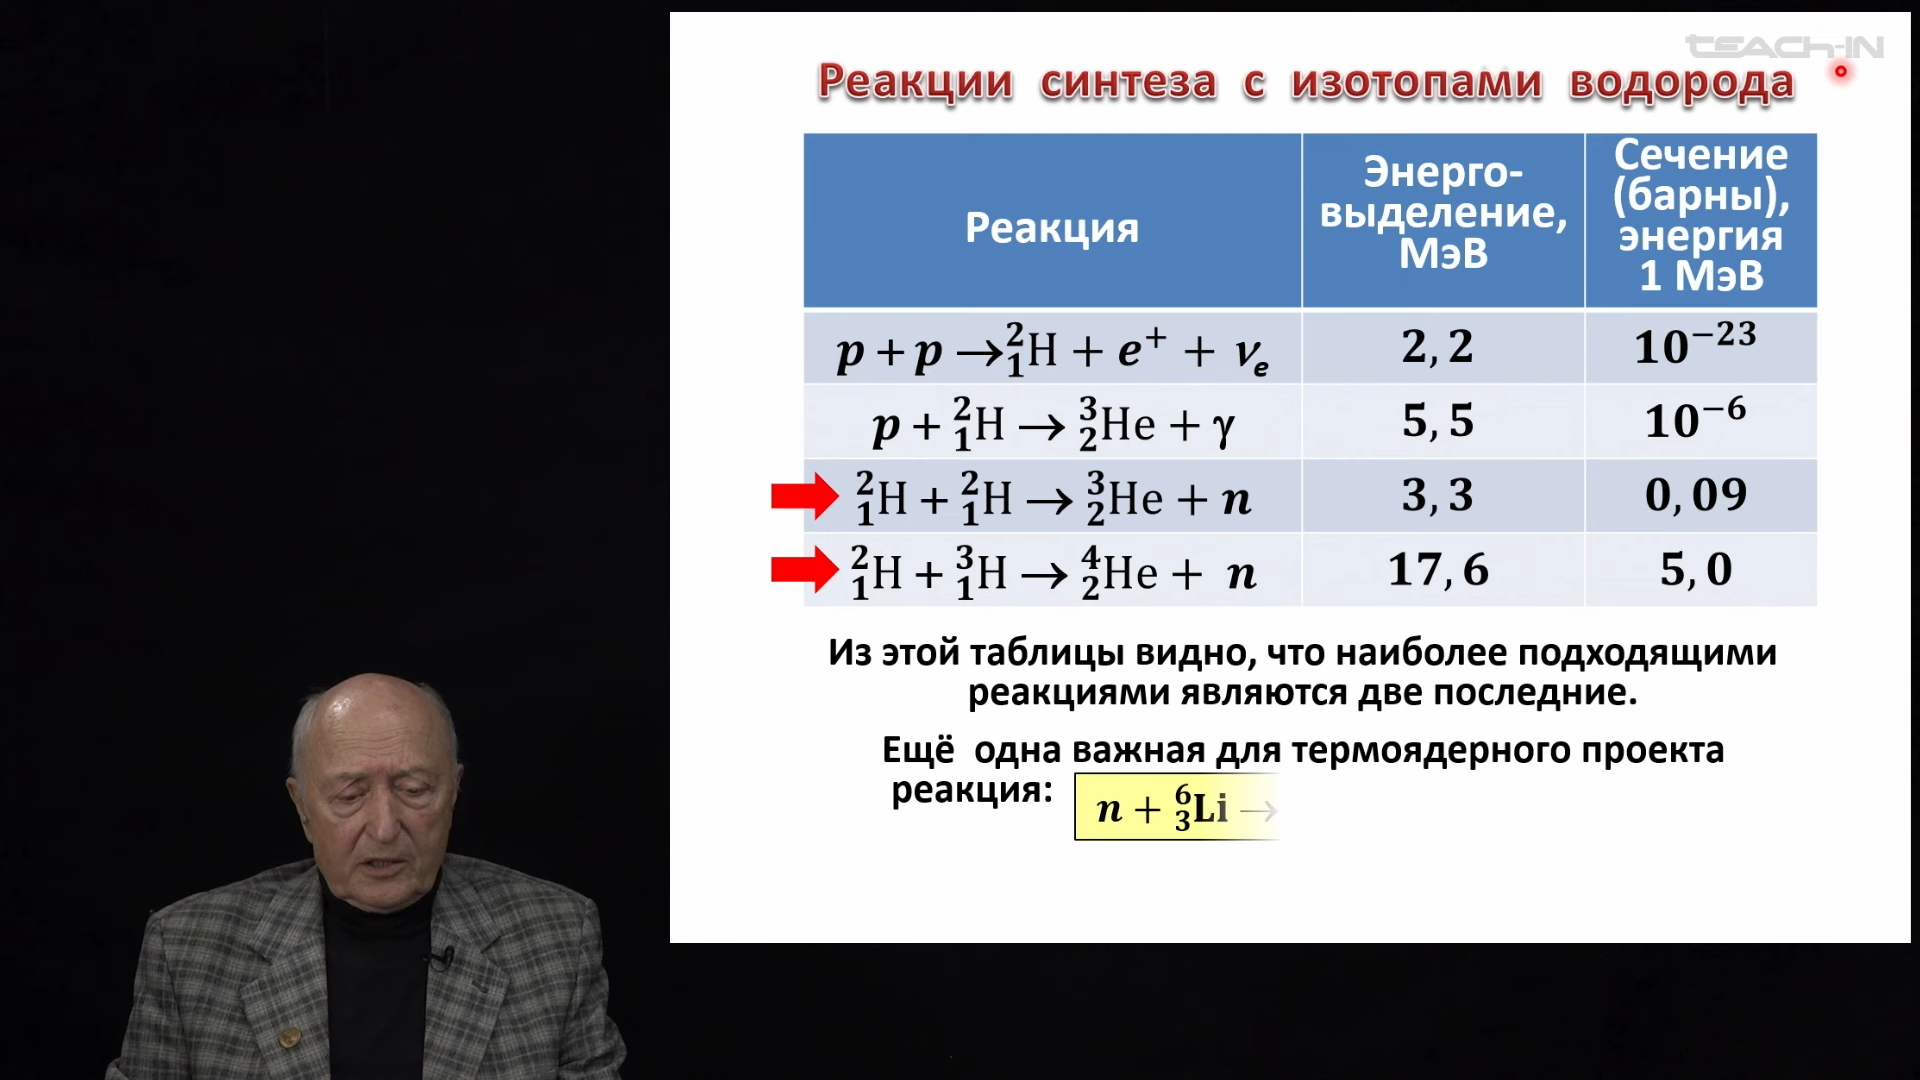 teach-in
Реакции синтеза с изотопами водорода
Реакция
Энерго-
выделение,
МэВ
Сечение
(барны),
энергия
1 МэВ
p + p → ²₁H + e⁺ + νₑ
2,2
10⁻²³
p + ²₁H → ³₂He + γ
5,5
10⁻⁶
²₁H + ²₁H → ³₂He + n
3,3
0,09
²₁H + ³₁H → ⁴₂He + n
17,6
5,0
Из этой таблицы видно, что наиболее подходящими
реакциями являются две последние.
Ещё одна важная для термоядерного проекта
реакция: n + ⁶₃Li →